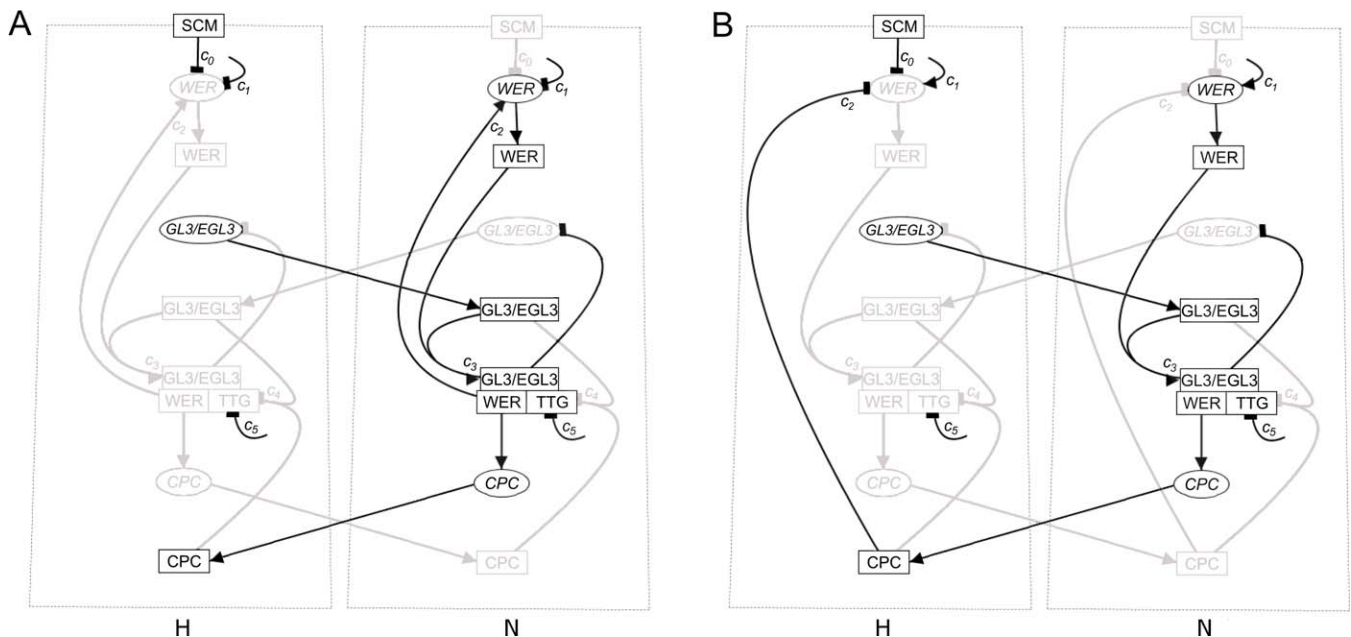 A
B
SCM
SCM
SCM
SCM
c0
c0
c0
c0
WER
c1
WER
c1
WER
c1
WER
c1
c2
c2
c2
c2
WER
WER
WER
WER
GL3/EGL3
GL3/EGL3
GL3/EGL3
GL3/EGL3
GL3/EGL3
GL3/EGL3
GL3/EGL3
GL3/EGL3
c3
c3
c3
c3
GL3/EGL3
GL3/EGL3
GL3/EGL3
GL3/EGL3
WER TTG
c4
WER TTG
c4
WER TTG
c4
WER TTG
c4
c5
c5
c5
c5
CPC
CPC
CPC
CPC
CPC
CPC
CPC
CPC
H
N
H
N